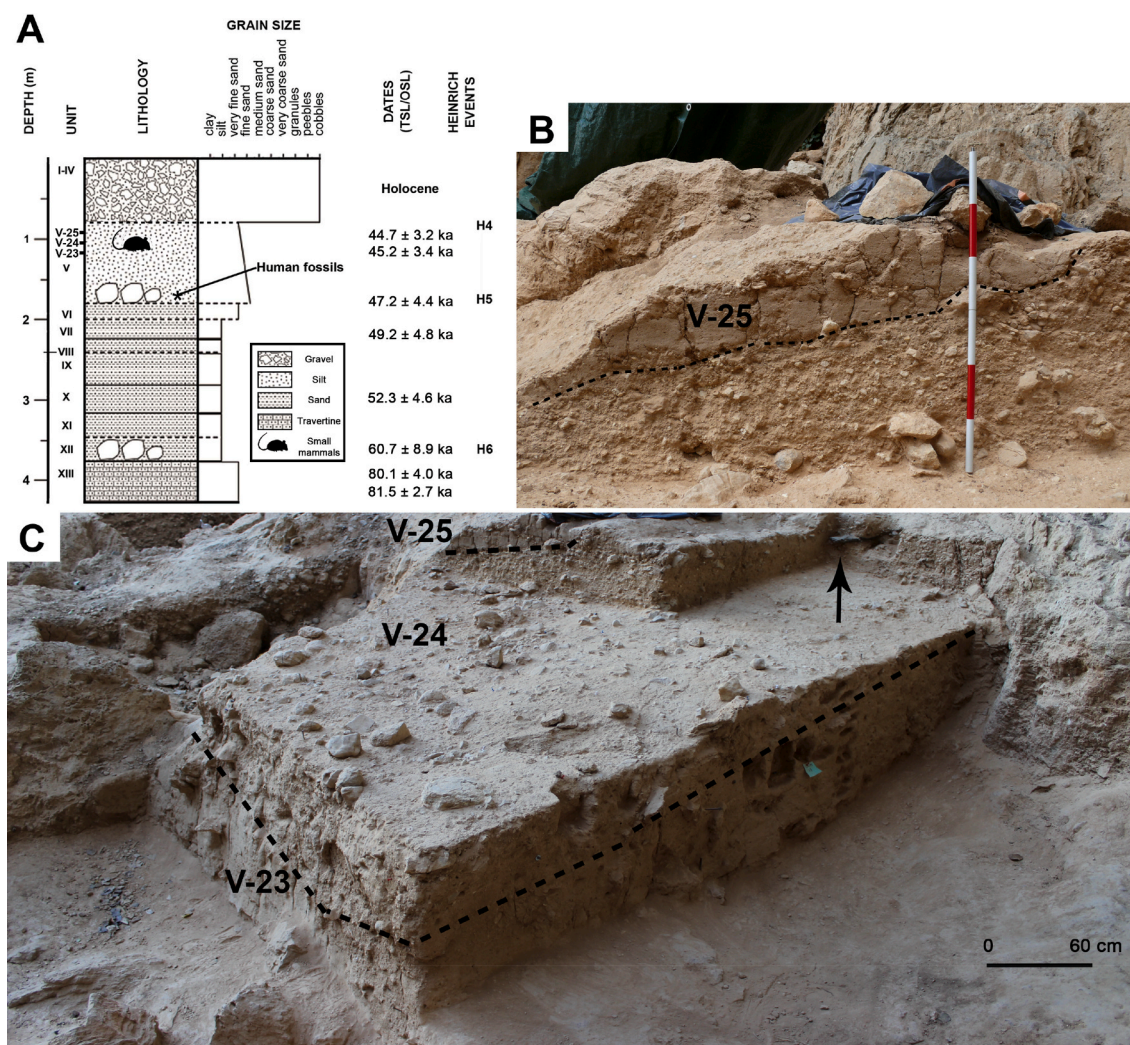 A
GRAIN SIZE
DEPTH (m)
UNIT
LITHOLOGY
clay
silt
very fine sand
fine sand
medium sand
coarse sand
very coarse sand
granules
peebles
cobbles
DATES
(TSL/OSL)
HEINRICH
EVENTS
I-IV
Holocene
H4
V-25
44.7 ± 3.2 ka
1
V-24
V-23
45.2 ± 3.4 ka
V
Human fossils
47.2 ± 4.4 ka
H5
VI
2
VII
49.2 ± 4.8 ka
VIII
IX
Gravel
Silt
Sand
Travertine
Small
mammals
3
X
52.3 ± 4.6 ka
XI
XII
60.7 ± 8.9 ka
H6
XIII
80.1 ± 4.0 ka
4
81.5 ± 2.7 ka
B
V-25
C
V-25
V-24
V-23
0 60 cm